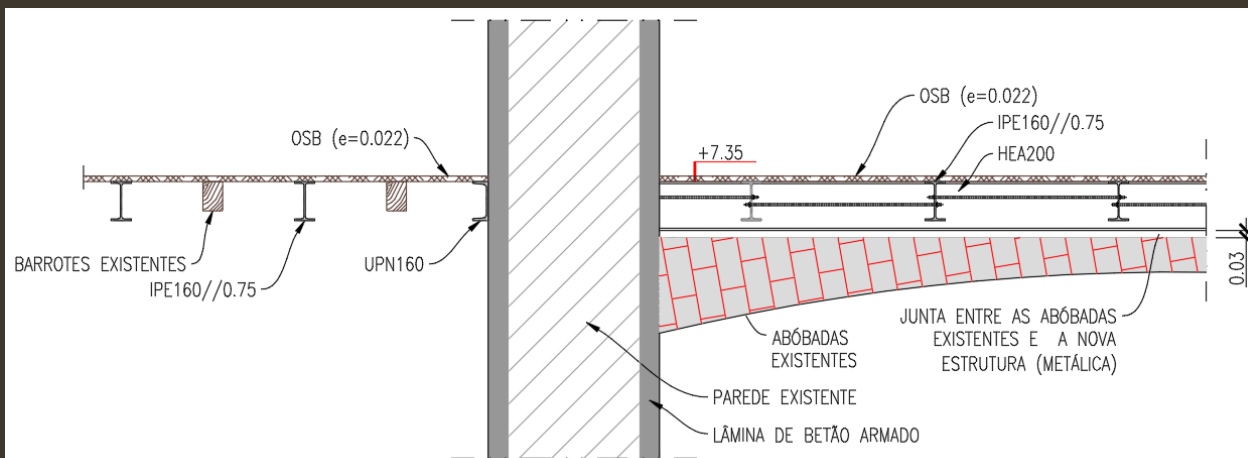 OSB (e=0.022)
OSB (e=0.022)
IPE160//0.75
+7.35
HEA200
BARROTES EXISTENTES
IPE160//0.75
UPN160
0.03
ABÓBADAS
EXISTENTES
JUNTA ENTRE AS ABÓBADAS
EXISTENTES E A NOVA
ESTRUTURA (METÁLICA)
PAREDE EXISTENTE
LÂMINA DE BETÃO ARMADO